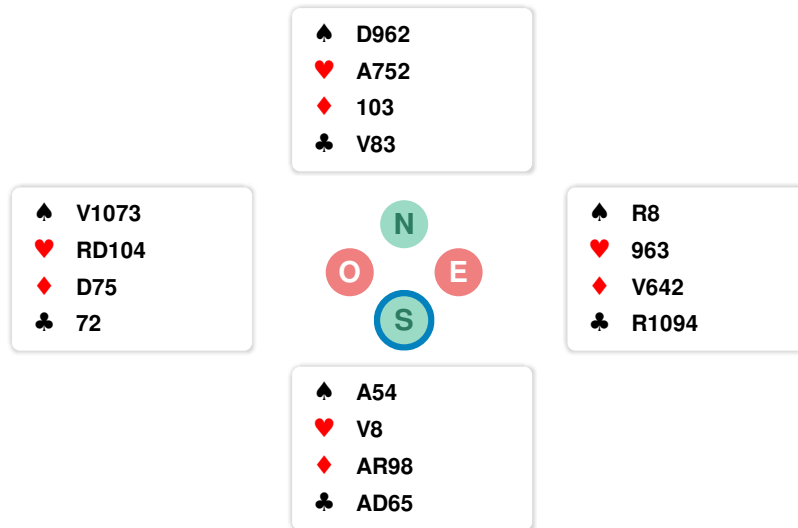 ♠ D962
♥ A752
♦ 103
♣ V83
♠ V1073
♥ RD104
♦ D75
♣ 72
N
O E
S
♠ R8
♥ 963
♦ V642
♣ R1094
♠ A54
♥ V8
♦ AR98
♣ AD65